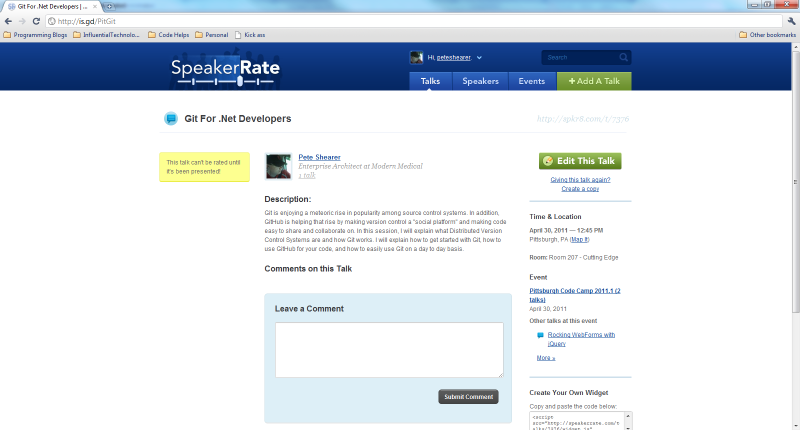 Git For .Net Developers | ...
http://is.gd/PitGit
Programming Blogs
InfluentialTechnolo...
Code Helps
Personal
Kick ass
Other bookmarks
SpeakerRate
Hi, peteshearer.
Search
Talks
Speakers
Events
+ Add A Talk
Git For .Net Developers
http://spkr8.com/t/7376
This talk can't be rated until
it's been presented!
Pete Shearer
Enterprise Architect at Modern Medical
1 talk
Description:
Git is enjoying a meteoric rise in popularity among source control systems. In addition,
GitHub is helping that rise by making version control a "social platform" and making code
easy to share and collaborate on. In this session, I will explain what Distributed Version
Control Systems are and how Git works. I will explain how to get started with Git, how to
use GitHub for your code, and how to easily use Git on a day to day basis.
Comments on this Talk
Leave a Comment
Submit Comment
Edit This Talk
Giving this talk again?
Create a copy
Time & Location
April 30, 2011 — 12:45 PM
Pittsburgh, PA (Map It)
Room: Room 207 - Cutting Edge
Event
Pittsburgh Code Camp 2011.1 (2
talks)
April 30, 2011
Other talks at this event
Rocking WebForms with
jQuery
More »
Create Your Own Widget
Copy and paste the code below:
<script
src="http://speakerrate.com/t